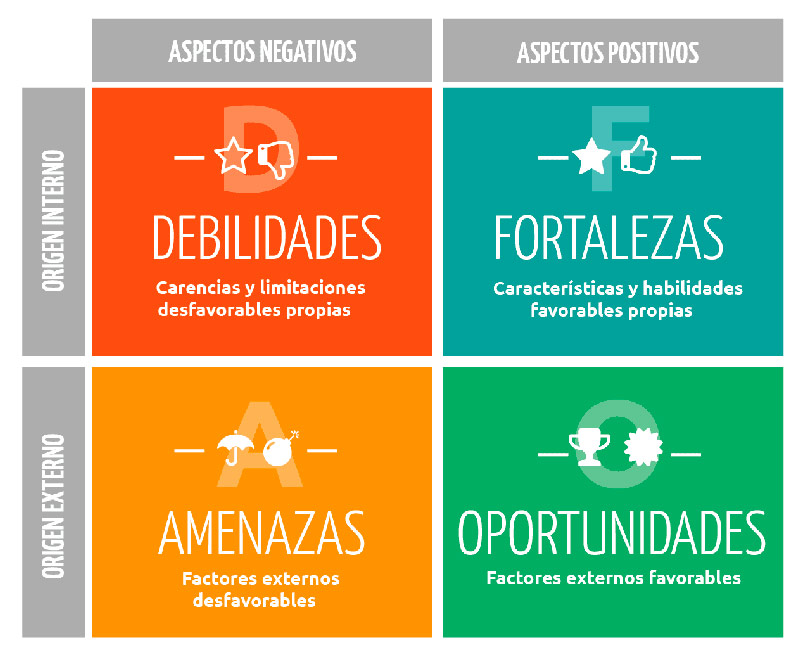 ASPECTOS NEGATIVOS
ASPECTOS POSITIVOS
ORIGEN INTERNO
D
DEBILIDADES
Carencias y limitaciones
desfavorables propias
F
FORTALEZAS
Características y habilidades
favorables propias
ORIGEN EXTERNO
A
AMENAZAS
Factores externos
desfavorables
O
OPORTUNIDADES
Factores externos favorables